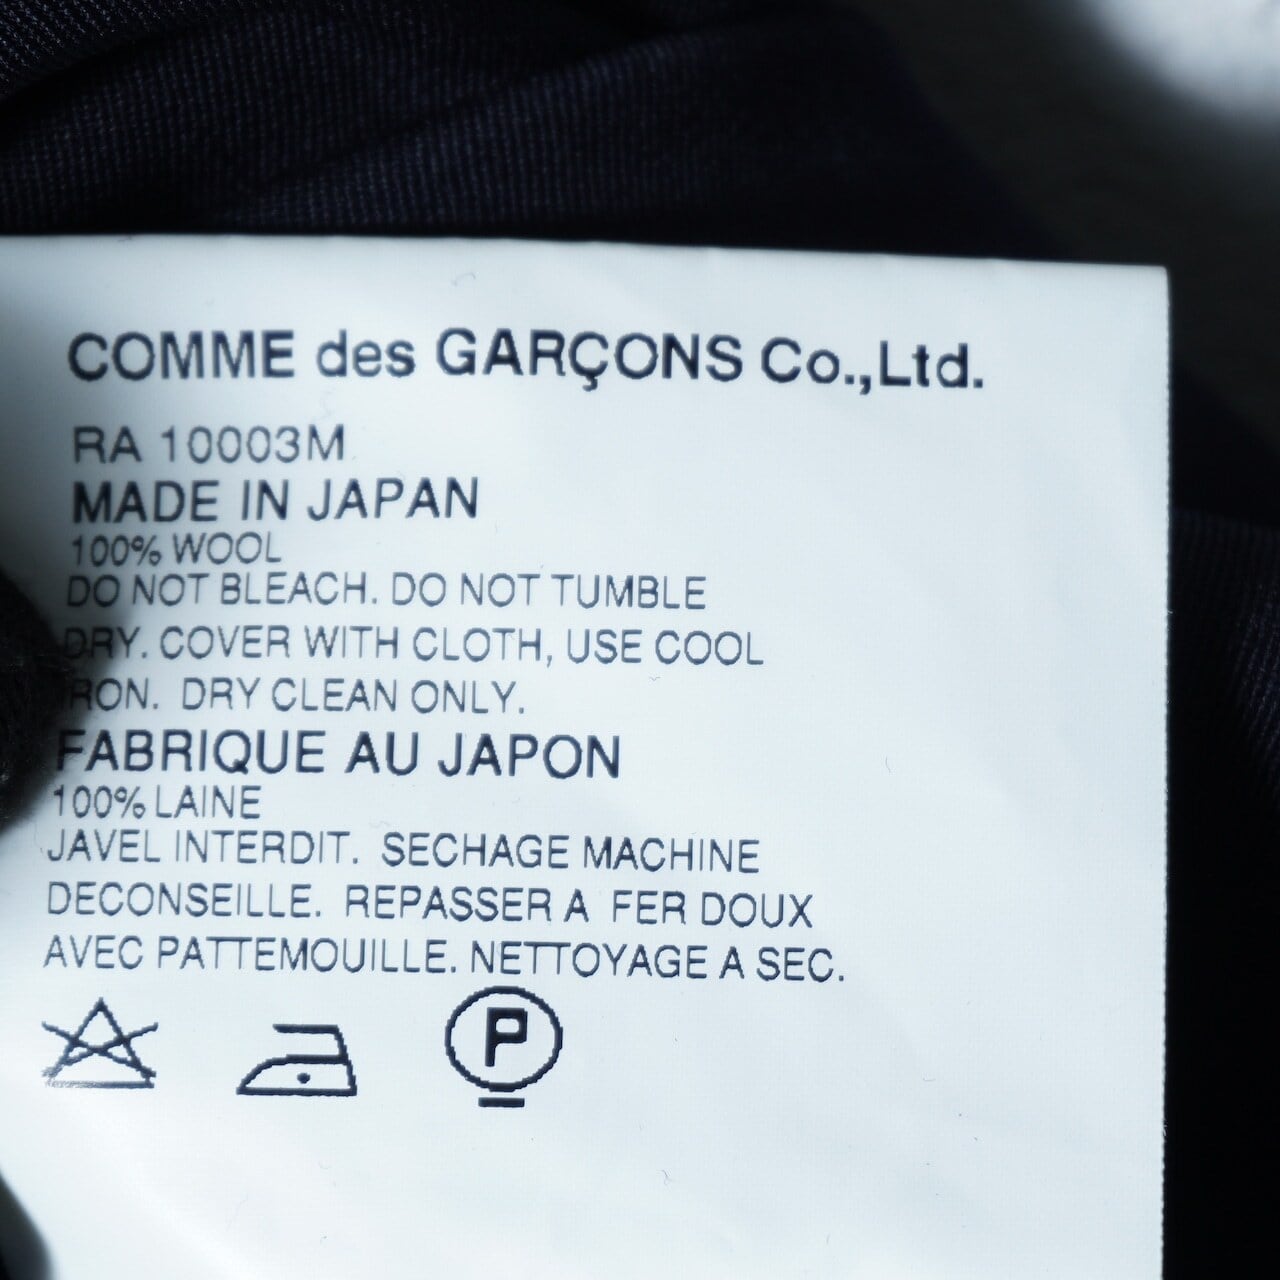 COMME des GARÇONS Co.,Ltd.
RA 10003M
MADE IN JAPAN
100% WOOL
DO NOT BLEACH. DO NOT TUMBLE
DRY. COVER WITH CLOTH, USE COOL
IRON. DRY CLEAN ONLY.
FABRIQUE AU JAPON
100% LAINE
JAVEL INTERDIT. SECHAGE MACHINE
DECONSEILLE. REPASSER A FER DOUX
AVEC PATTEMOUILLE. NETTOYAGE A SEC.
P